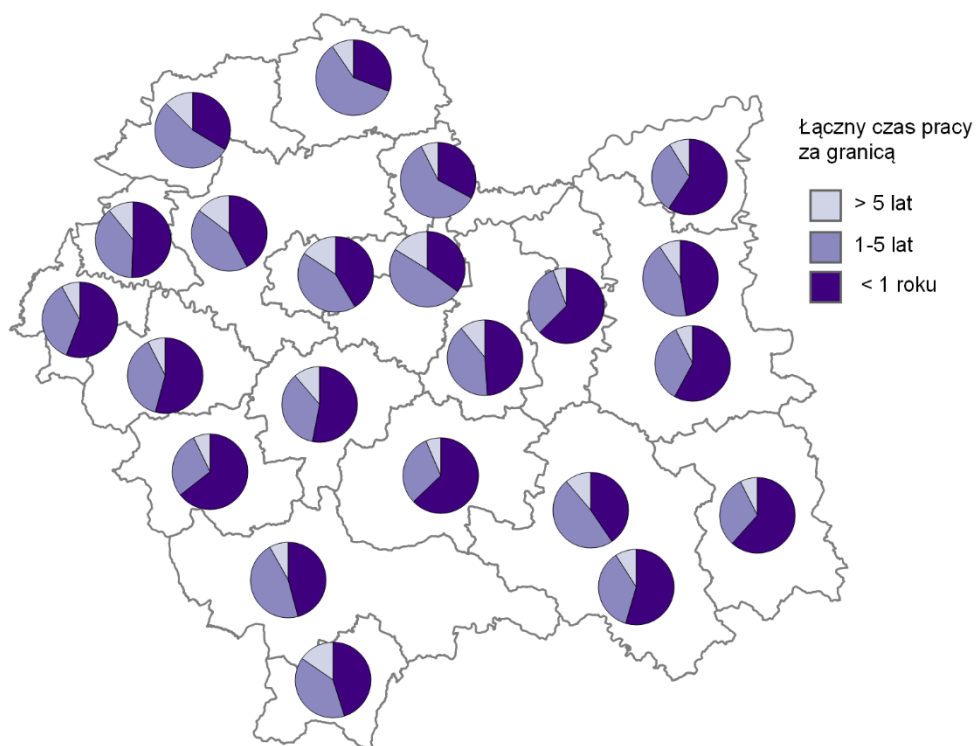 Łączny czas pracy
za granicą
> 5 lat
1-5 lat
< 1 roku